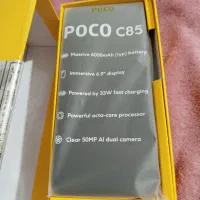 POCO
POCO C85
Massive 6000mAh (typ) battery
Immersive 6.9" display
Powered by 33W fast charging
Powerful octa-core processor
Clear 50MP AI dual camera